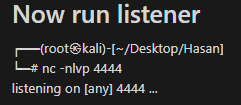 Now run listener
┌──(root㉿kali)-[~/Desktop/Hasan]
└─# nc -nlvp 4444
listening on [any] 4444 ...